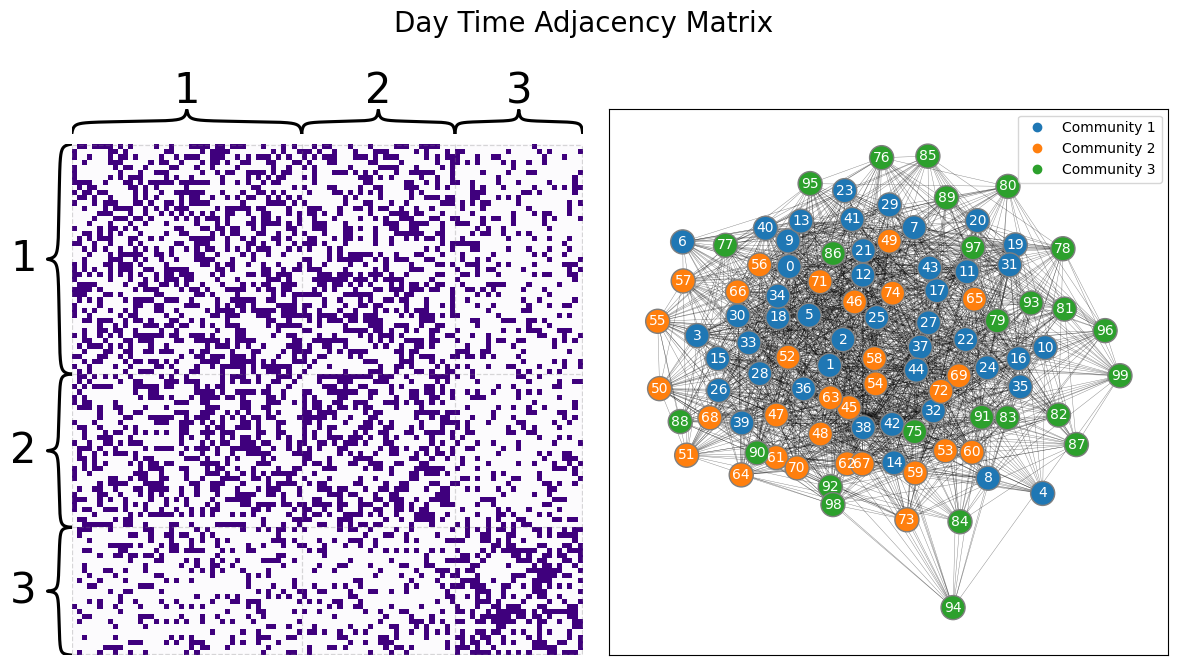 Day Time Adjacency Matrix
1 2 3
1
2
3
Community 1
Community 2
Community 3
76 85
95 23 89 80
29
40 13 41 7 20
6 77 9 86 21 49 97 19 78
56 0 12 43 11 31
57 66 34 71 46 74 17 65 93 81
55 30 18 5 25 27 79 96
3 33 2 37 22 10
15 52 1 58 44 24 16 99
50 26 28 36 54 72 69 35
88 68 39 47 63 45 38 42 32 75 91 83 82
51 90 61 48 53 60 87
64 70 62 67 14 59 8 4
92
98 73 84
94